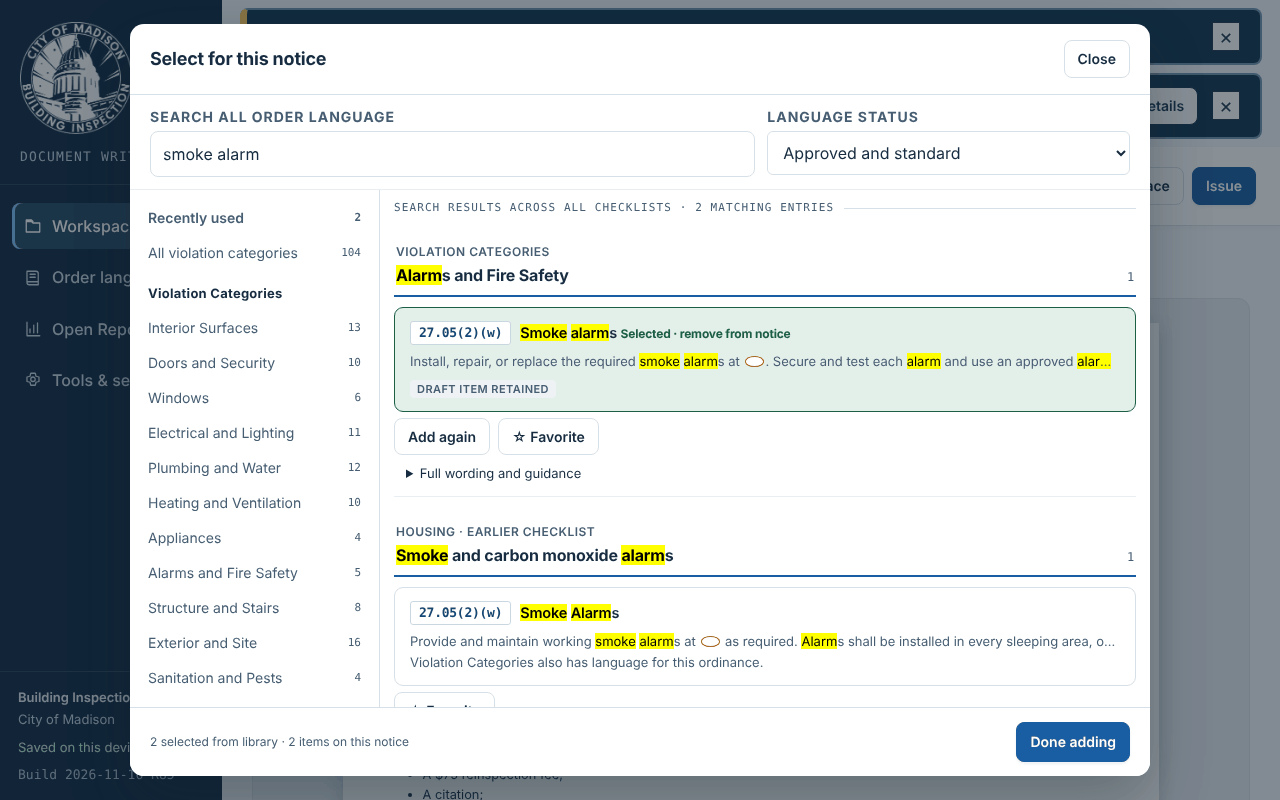 CITY OF MADISON
BUILDING INSPECTION
DOCUMENT WRI
Workspac
Order lang
Open Repo
Tools & se
Building Inspectio
City of Madison
Saved on this devi
etails
ace
Issue
Select for this notice
Close
SEARCH ALL ORDER LANGUAGE
LANGUAGE STATUS
smoke alarm
Approved and standard
Recently used 2
All violation categories 104
Violation Categories
Interior Surfaces 13
Doors and Security 10
Windows 6
Electrical and Lighting 11
Plumbing and Water 12
Heating and Ventilation 10
Appliances 4
Alarms and Fire Safety 5
Structure and Stairs 8
Exterior and Site 16
Sanitation and Pests 4
SEARCH RESULTS ACROSS ALL CHECKLISTS · 2 MATCHING ENTRIES
VIOLATION CATEGORIES
Alarms and Fire Safety 1
27.05(2)(w) Smoke alarms Selected · remove from notice
Install, repair, or replace the required smoke alarms at . Secure and test each alarm and use an approved alar…
DRAFT ITEM RETAINED
Add again ☆ Favorite
▶ Full wording and guidance
HOUSING · EARLIER CHECKLIST
Smoke and carbon monoxide alarms 1
27.05(2)(w) Smoke Alarms
Provide and maintain working smoke alarms at as required. Alarms shall be installed in every sleeping area, o…
Violation Categories also has language for this ordinance.
2 selected from library · 2 items on this notice
Done adding
A citation;